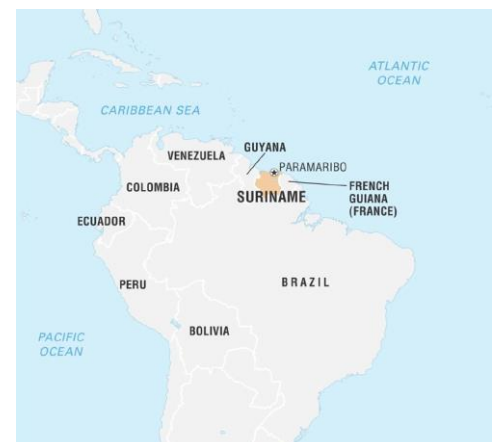 ATLANTIC
OCEAN
CARIBBEAN SEA
GUYANA
VENEZUELA
PARAMARIBO
COLOMBIA
FRENCH
GUIANA
(FRANCE)
SURINAME
ECUADOR
PERU
BRAZIL
BOLIVIA
PACIFIC
OCEAN